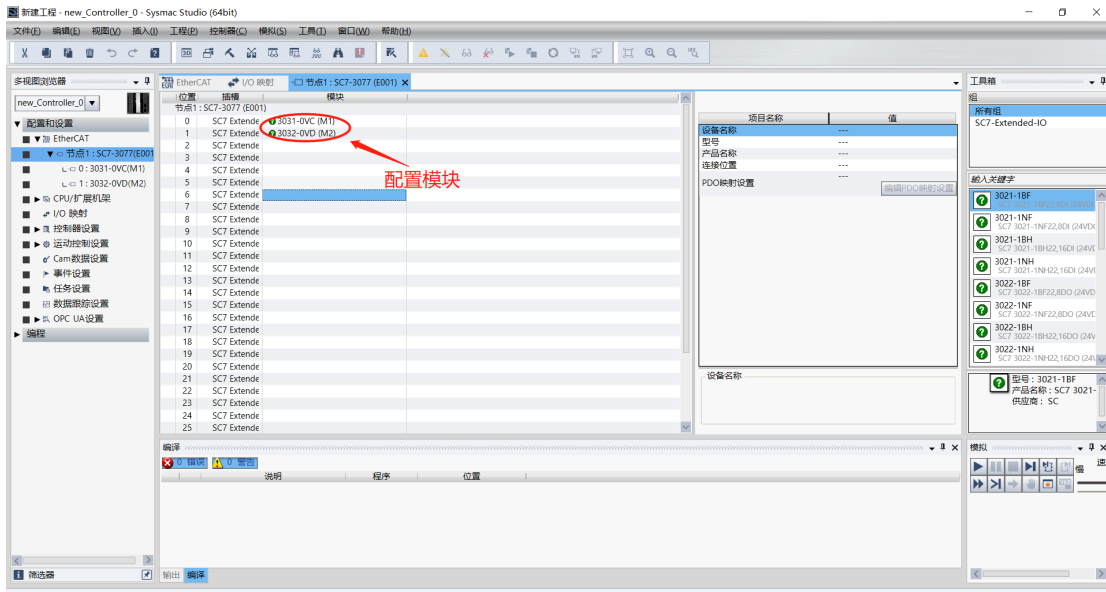 新建工程 - new_Controller_0 - Sysmac Studio (64bit)
文件(F) 编辑(E) 视图(V) 插入(I) 工程(P) 控制器(C) 模拟(S) 工具(T) 窗口(W) 帮助(H)
多视图浏览器
new_Controller_0
配置和设置
EtherCAT
节点1 : SC7-3077(E001
0 : 3031-0VC(M1)
1 : 3032-0VD(M2)
CPU/扩展机架
I/O 映射
控制器设置
运动控制设置
Cam数据设置
事件设置
任务设置
数据跟踪设置
OPC UA设置
编程
筛选器
EtherCAT I/O 映射 节点1 : SC7-3077 (E001)
位置 插槽 模块
节点1 : SC7-3077 (E001)
0 SC7 Extende 3031-0VC (M1)
1 SC7 Extende 3032-0VD (M2)
2 SC7 Extende
3 SC7 Extende
4 SC7 Extende
5 SC7 Extende
6 SC7 Extende
7 SC7 Extende
8 SC7 Extende
9 SC7 Extende
10 SC7 Extende
11 SC7 Extende
12 SC7 Extende
13 SC7 Extende
14 SC7 Extende
15 SC7 Extende
16 SC7 Extende
17 SC7 Extende
18 SC7 Extende
19 SC7 Extende
20 SC7 Extende
21 SC7 Extende
22 SC7 Extende
23 SC7 Extende
24 SC7 Extende
25 SC7 Extende
配置模块
项目名称 值
设备名称 ---
型号 ---
产品名称 ---
连接位置 ---
PDO映射设置
编辑PDO映射设置
设备名称
编译
0 错误 0 警告
说明 程序 位置
输出 编译
工具箱
组
所有组
SC7-Extended-IO
输入关键字
3021-1BF
3021-1NF
SC7 3021-1NF22,8DI (24VD
3021-1BH
SC7 3021-1BH22,16DI (24V
3021-1NH
SC7 3021-1NH22,16DI (24V
3022-1BF
SC7 3022-1BF22,8DO (24VD
3022-1NF
SC7 3022-1NF22,8DO (24VD
3022-1BH
SC7 3022-1BH22,16DO (24V
3022-1NH
SC7 3022-1NH22,16DO (24V
型号 : 3021-1BF
产品名称 : SC7 3021-
供应商 : SC
模拟
速
慢